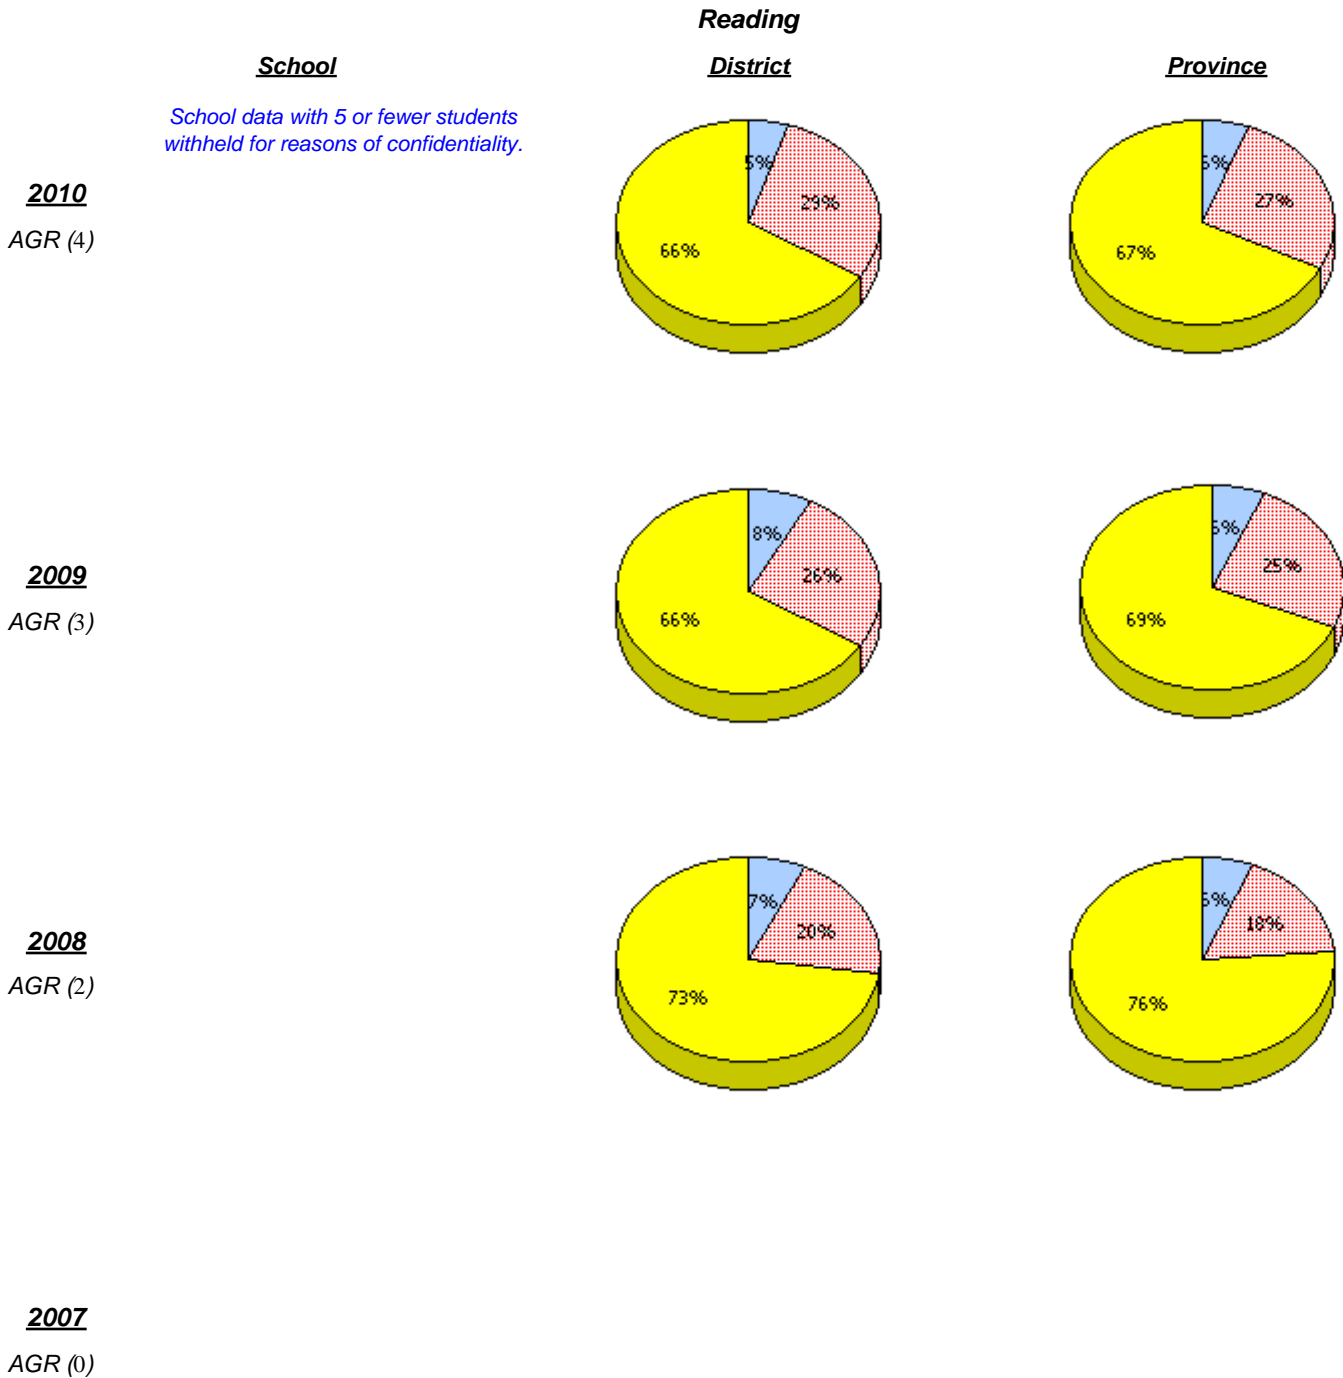 Reading
School
District
Province
School data with 5 or fewer students
withheld for reasons of confidentiality.
2010
AGR (4)
5%
29%
66%
6%
27%
67%
2009
AGR (3)
8%
26%
66%
6%
25%
69%
2008
AGR (2)
7%
20%
73%
6%
18%
76%
2007
AGR (0)